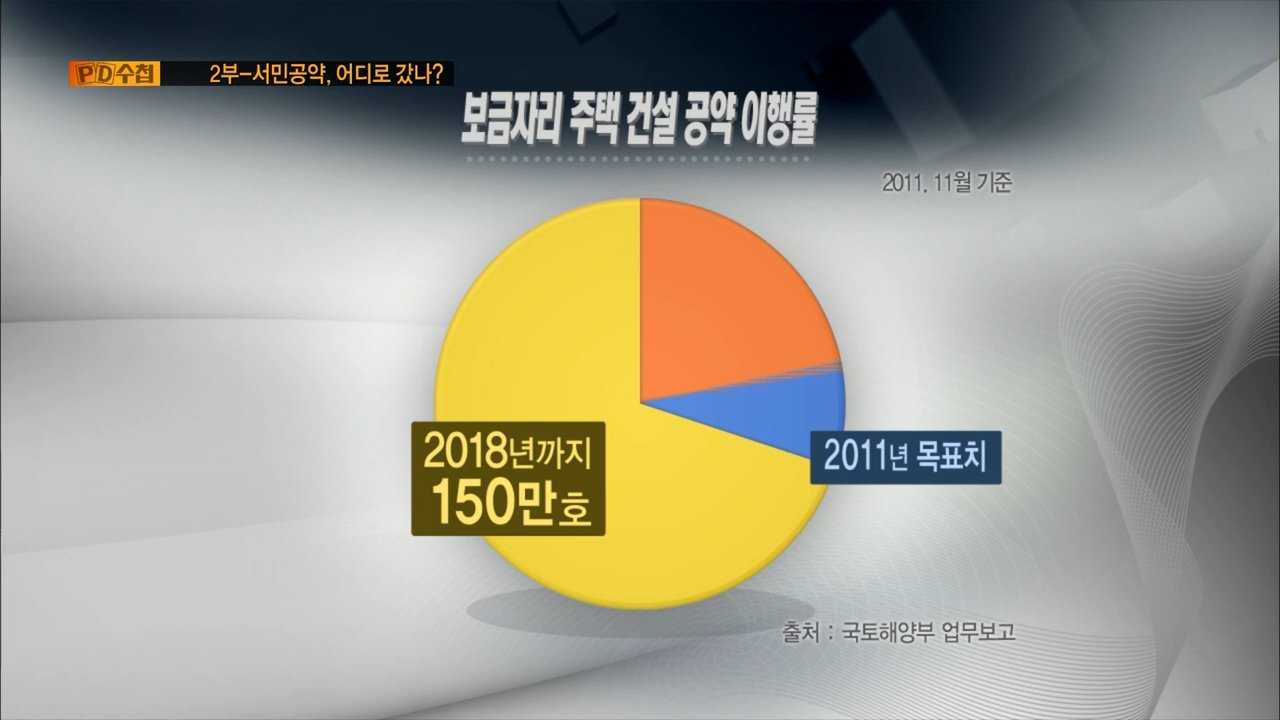 PD수첩
2부-서민공약, 어디로 갔나?
보금자리 주택 건설 공약 이행률
2011. 11월 기준
2018년까지
150만호
2011년 목표치
출처 : 국토해양부 업무보고